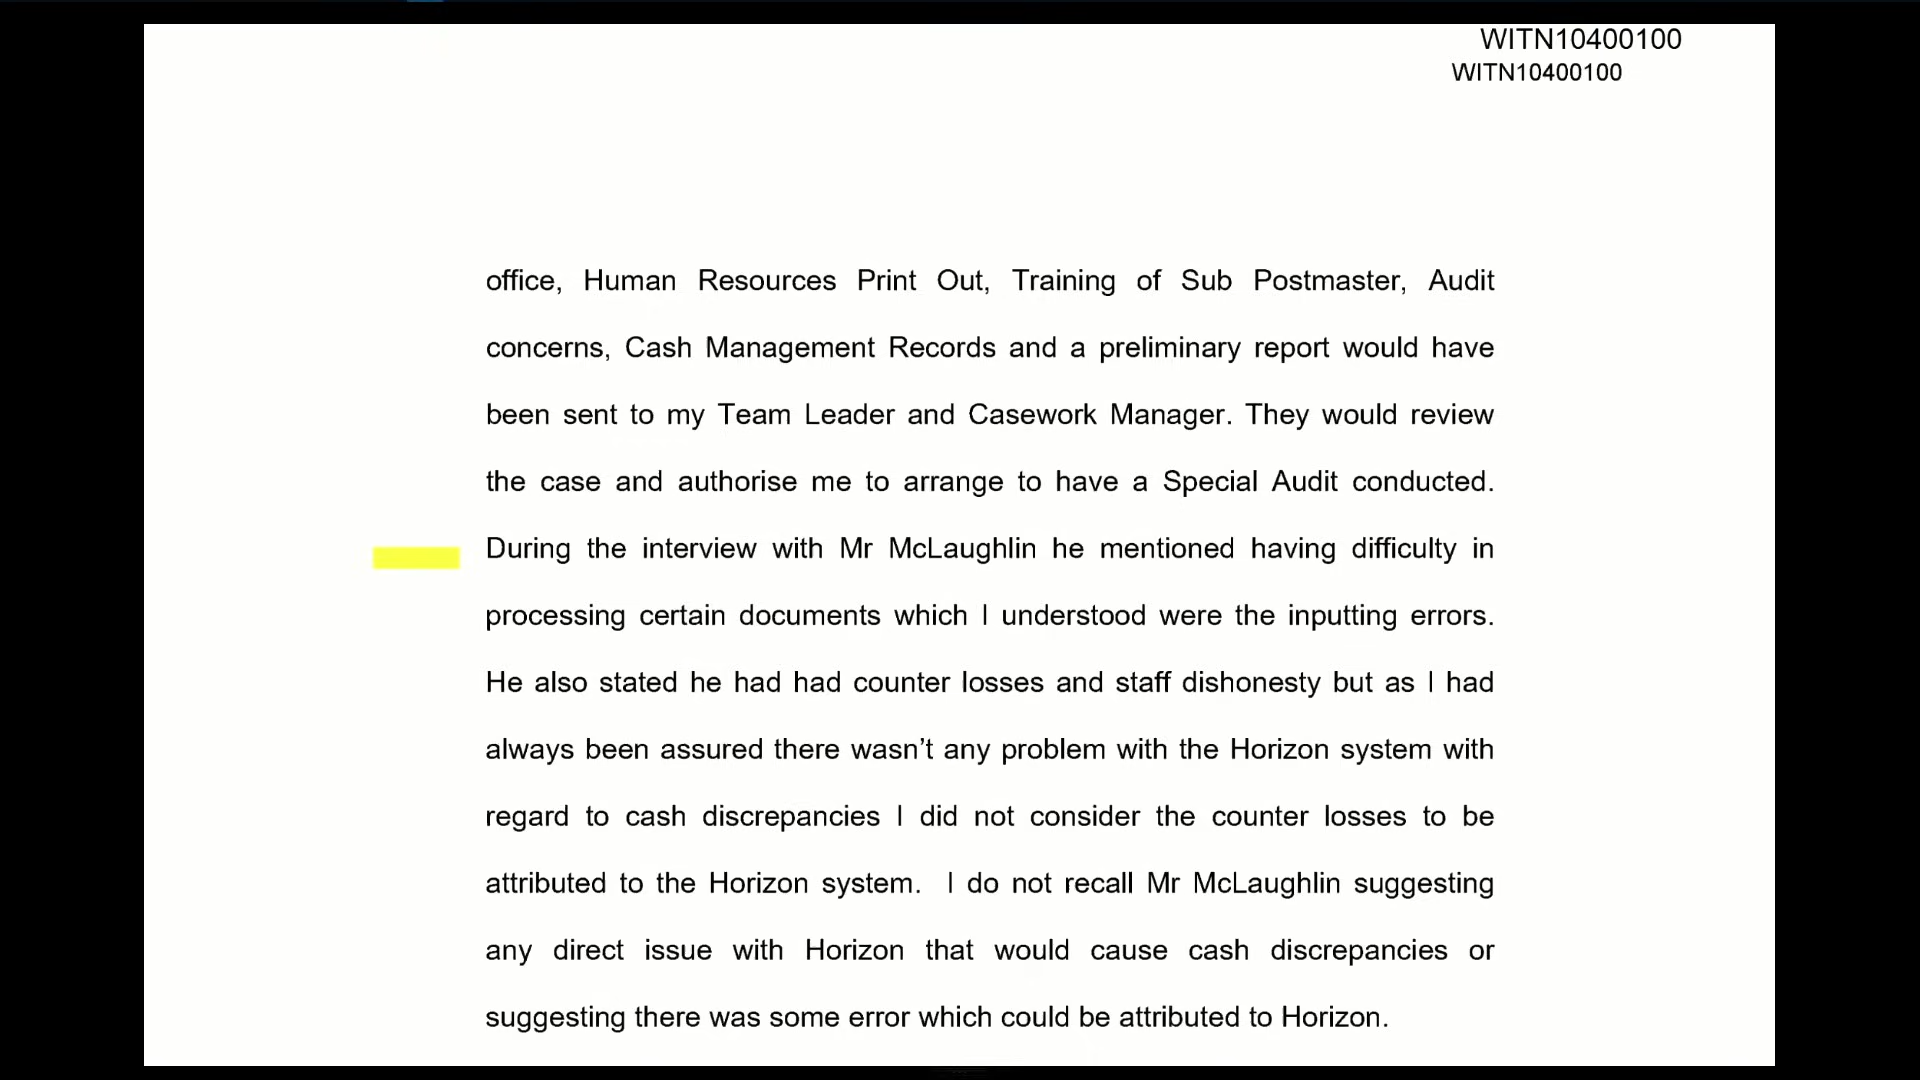 WITN10400100
WITN10400100
office, Human Resources Print Out, Training of Sub Postmaster, Audit
concerns, Cash Management Records and a preliminary report would have
been sent to my Team Leader and Casework Manager. They would review
the case and authorise me to arrange to have a Special Audit conducted.
During the interview with Mr McLaughlin he mentioned having difficulty in
processing certain documents which I understood were the inputting errors.
He also stated he had had counter losses and staff dishonesty but as I had
always been assured there wasn’t any problem with the Horizon system with
regard to cash discrepancies I did not consider the counter losses to be
attributed to the Horizon system. I do not recall Mr McLaughlin suggesting
any direct issue with Horizon that would cause cash discrepancies or
suggesting there was some error which could be attributed to Horizon.